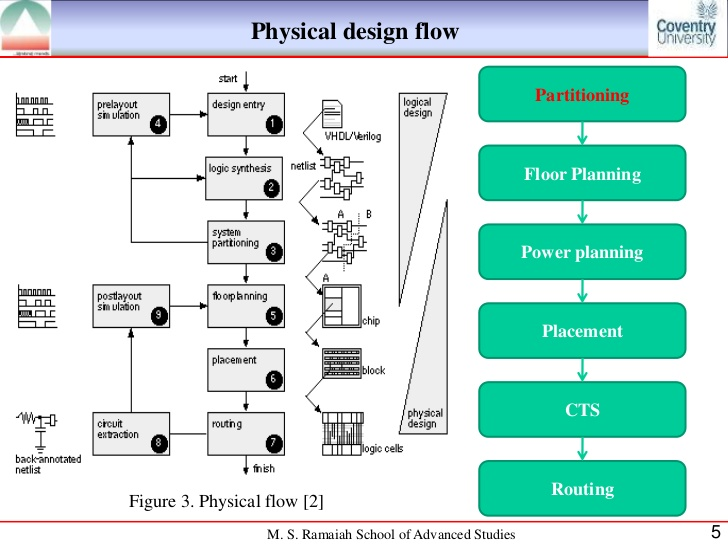 Physical design flow
Coventry
University
start
prelayout
simulation
4
design entry
1
VHDL/Verilog
logic synthesis
2
netlist
system
partitioning
3
A
B
A
logical
design
postlayout
simulation
9
floorplanning
5
chip
placement
6
block
circuit
extraction
8
routing
7
logic cells
physical
design
back-annotated
netlist
finish
Figure 3. Physical flow [2]
Partitioning
Floor Planning
Power planning
Placement
CTS
Routing
M. S. Ramaiah School of Advanced Studies
5